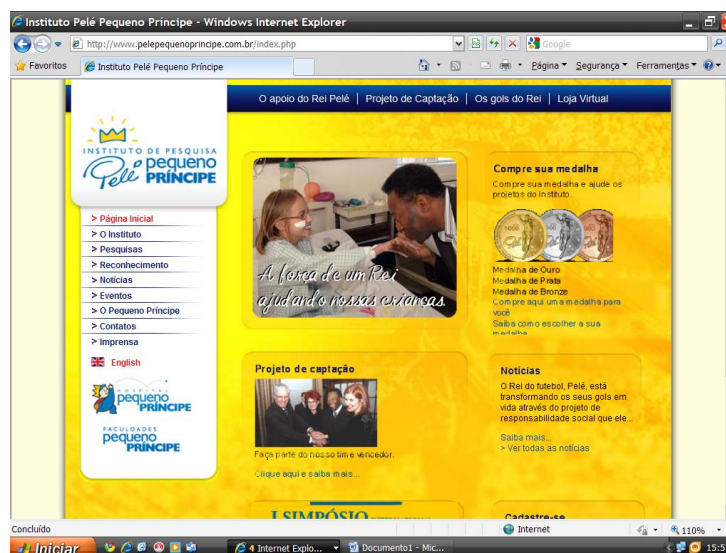 Instituto Pelé Pequeno Príncipe - Windows Internet Explorer
http://www.pelepequenoprincipe.com.br/index.php
Google
Favoritos
Instituto Pelé Pequeno Príncipe
Página
Segurança
Ferramentas
O apoio do Rei Pelé | Projeto de Captação | Os gols do Rei | Loja Virtual
INSTITUTO DE PESQUISA
Pelé pequeno
PRÍNCIPE
> Página Inicial
> O Instituto
> Pesquisas
> Reconhecimento
> Notícias
> Eventos
> O Pequeno Príncipe
> Contatos
> Imprensa
English
HOSPITAL
pequeno
PRÍNCIPE
FACULDADES
pequeno
PRÍNCIPE
A força de um Rei
ajudando nossas crianças.
Compre sua medalha
Compre sua medalha e ajude os
projetos do Instituto.
Medalha de Ouro
Medalha de Prata
Medalha de Bronze
Compre aqui uma medalha para
você
Saiba como escolher a sua
medalha
Projeto de captação
Faça parte do nosso time vencedor.
Clique aqui e saiba mais...
Notícias
O Rei do futebol, Pelé, está
transformando os seus gols em
vida através do projeto de
responsabilidade social que ele...
Saiba mais...
> Ver todas as notícias
I SIMPÓSIO
Cadastre-se
Concluído
Internet
110%
Iniciar
4 Internet Explo...
Documento1 - Mic...